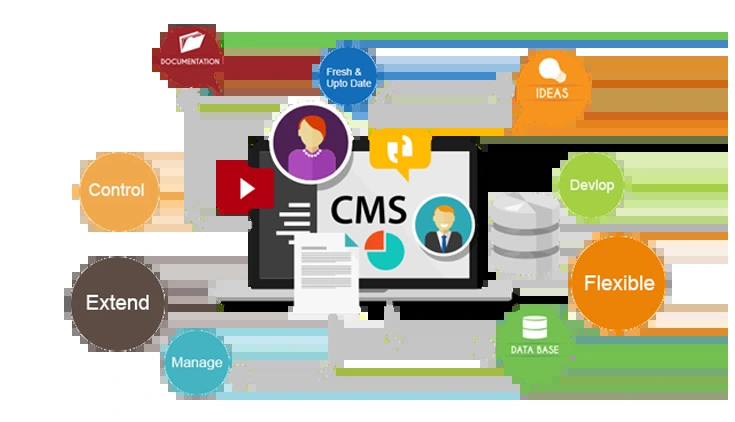 DOCUMENTATION
Fresh &
Upto Date
IDEAS
Control
CMS
Devlop
Extend
Flexible
Manage
DATA BASE